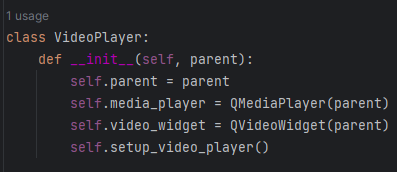 1 usage
class VideoPlayer:
    def __init__(self, parent):
        self.parent = parent
        self.media_player = QMediaPlayer(parent)
        self.video_widget = QVideoWidget(parent)
        self.setup_video_player()